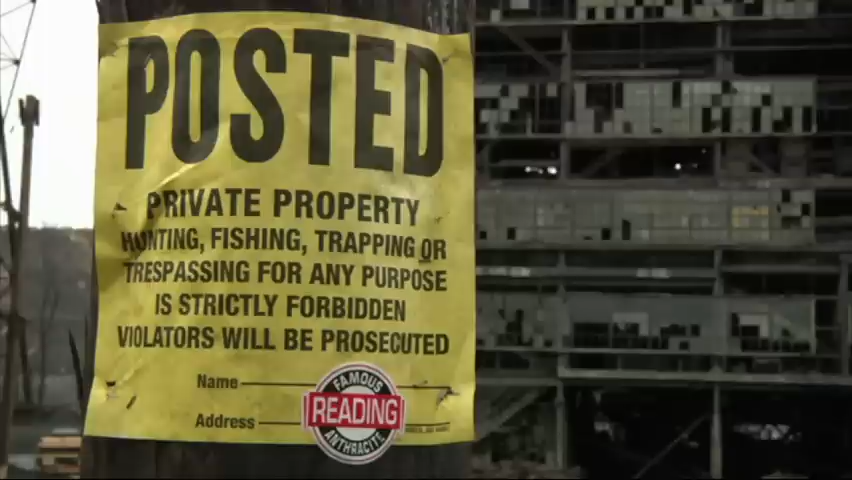 POSTED
PRIVATE PROPERTY
HUNTING, FISHING, TRAPPING OR
TRESPASSING FOR ANY PURPOSE
IS STRICTLY FORBIDDEN
VIOLATORS WILL BE PROSECUTED
Name
Address
FAMOUS
READING
ANTHRACITE